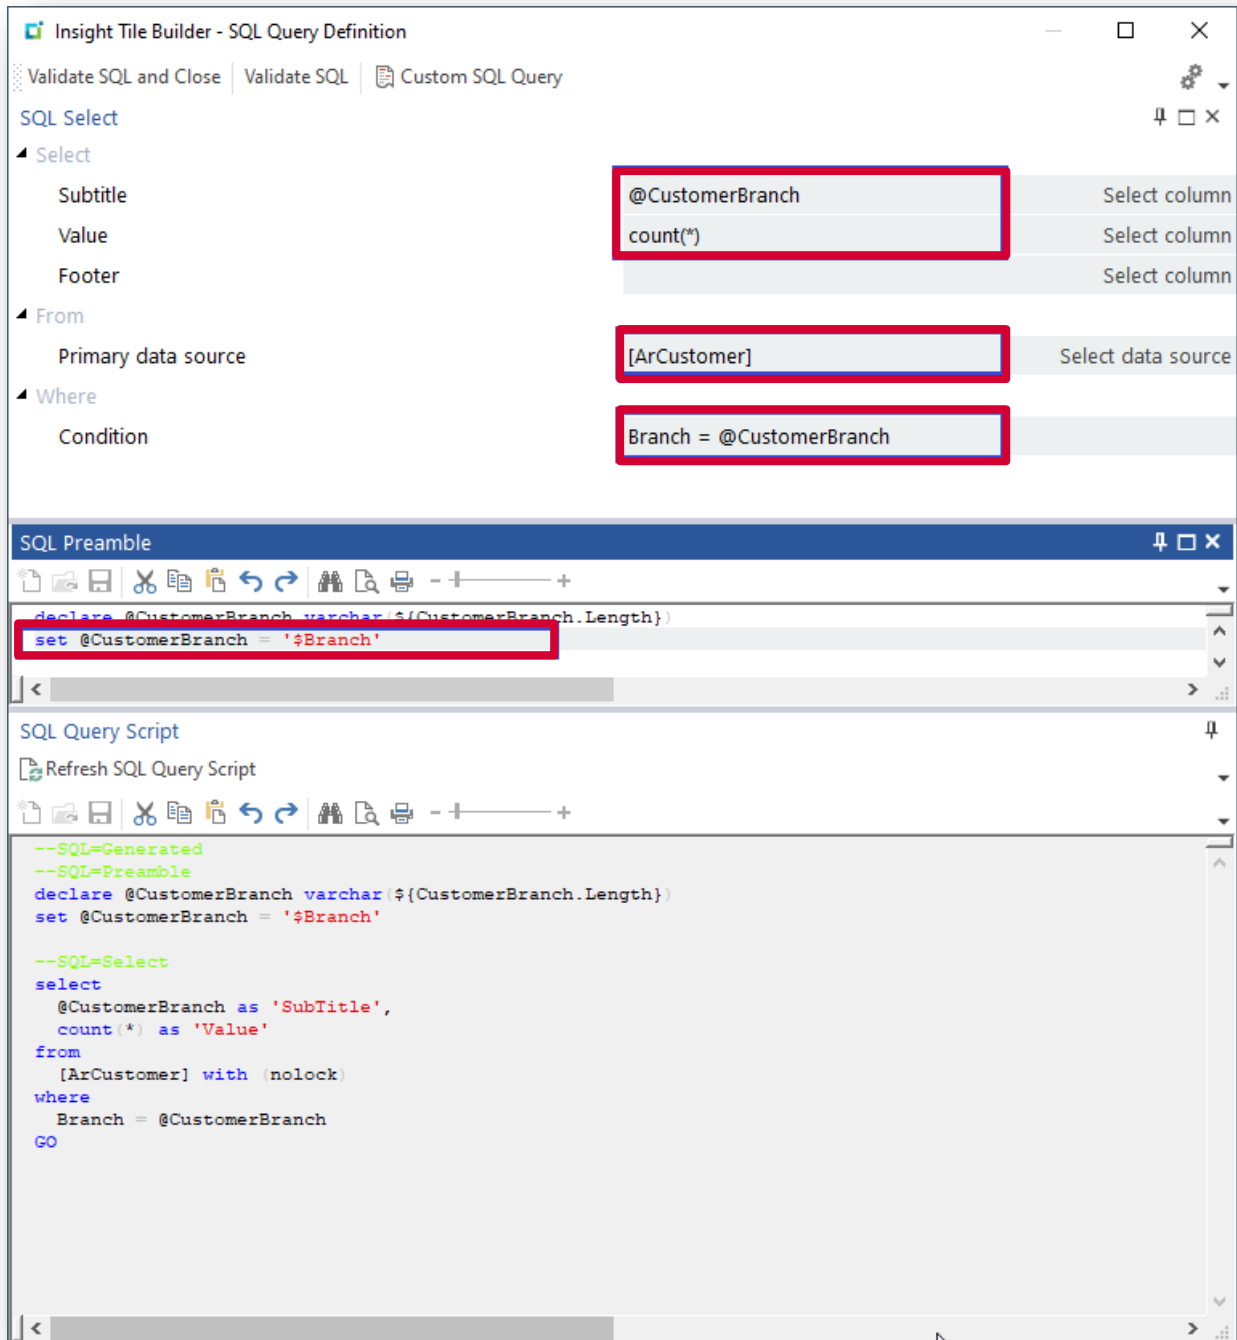 Insight Tile Builder - SQL Query Definition
Validate SQL and Close Validate SQL Custom SQL Query
SQL Select
Select
Subtitle @CustomerBranch Select column
Value count(*) Select column
Footer Select column
From
Primary data source [ArCustomer] Select data source
Where
Condition Branch = @CustomerBranch
SQL Preamble
declare @CustomerBranch varchar(${CustomerBranch.Length})
set @CustomerBranch = '$Branch'
SQL Query Script
Refresh SQL Query Script
--SQL=Generated
--SQL=Preamble
declare @CustomerBranch varchar(${CustomerBranch.Length})
set @CustomerBranch = '$Branch'
--SQL=Select
select
@CustomerBranch as 'SubTitle',
count(*) as 'Value'
from
[ArCustomer] with (nolock)
where
Branch = @CustomerBranch
GO